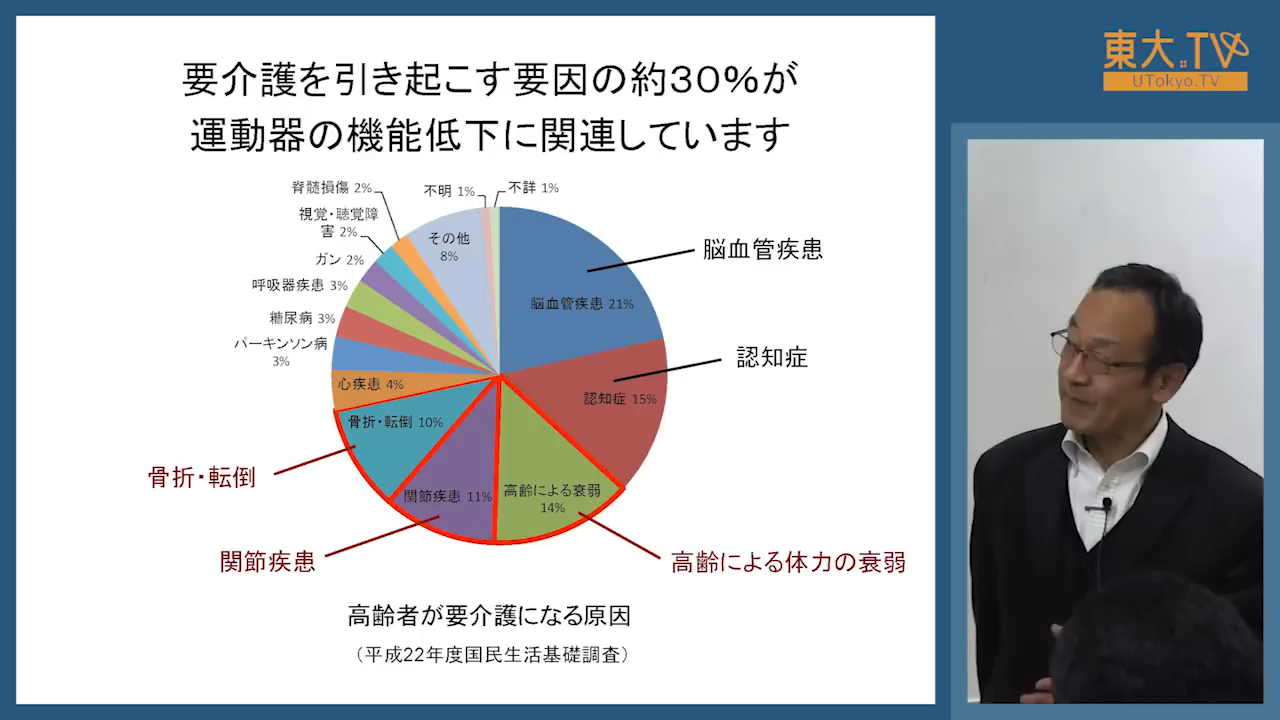 要介護を引き起こす要因の約30%が
運動器の機能低下に関連しています
東大.TV
UTokyo.TV
脊髄損傷 2%
不明 1%
不詳 1%
視覚・聴覚障
害 2%
その他
8%
ガン 2%
脳血管疾患
呼吸器疾患 3%
脳血管疾患 21%
糖尿病 3%
パーキンソン病
3%
認知症
心疾患 4%
認知症 15%
骨折・転倒 10%
骨折・転倒
関節疾患 11%
高齢による衰弱
14%
関節疾患
高齢による体力の衰弱
高齢者が要介護になる原因
（平成22年度国民生活基礎調査）